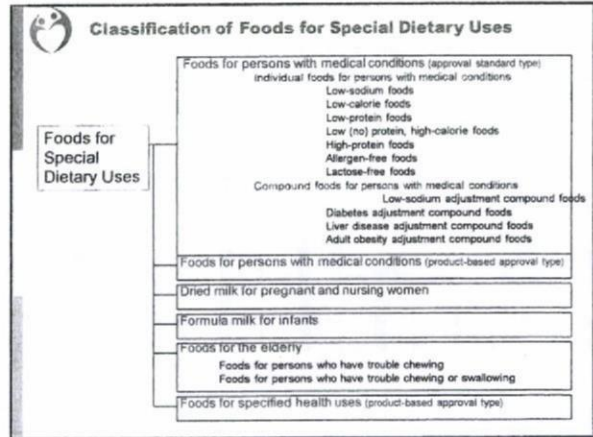 Classification of Foods for Special Dietary Uses
Foods for
Special
Dietary Uses
Foods for persons with medical conditions (approval standard type)
Individual foods for persons with medical conditions
Low-sodium foods
Low-calorie foods
Low-protein foods
Low (no) protein, high-calorie foods
High-protein foods
Allergen-free foods
Lactose-free foods
Compound foods for persons with medical conditions
Low-sodium adjustment compound foods
Diabetes adjustment compound foods
Liver disease adjustment compound foods
Adult obesity adjustment compound foods
Foods for persons with medical conditions (product-based approval type)
Dried milk for pregnant and nursing women
Formula milk for infants
Foods for the elderly
Foods for persons who have trouble chewing
Foods for persons who have trouble chewing or swallowing
Foods for specified health uses (product-based approval type)